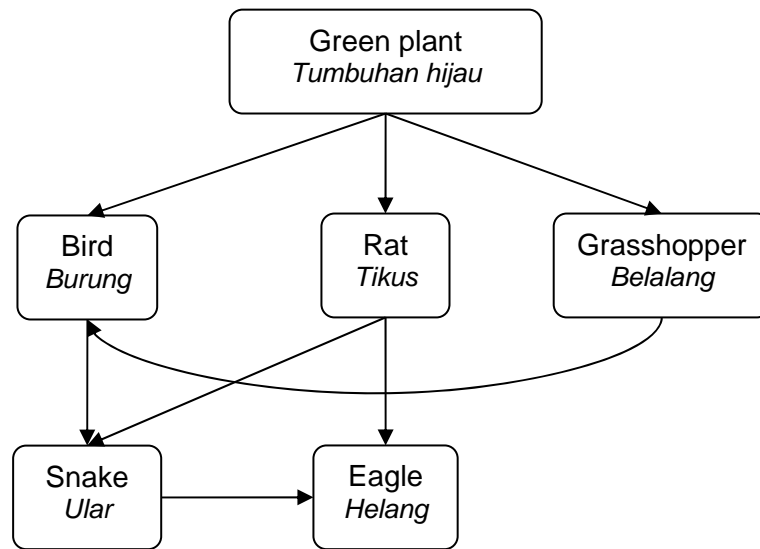 Green plant
Tumbuhan hijau
Bird
Burung
Rat
Tikus
Grasshopper
Belalang
Snake
Ular
Eagle
Helang